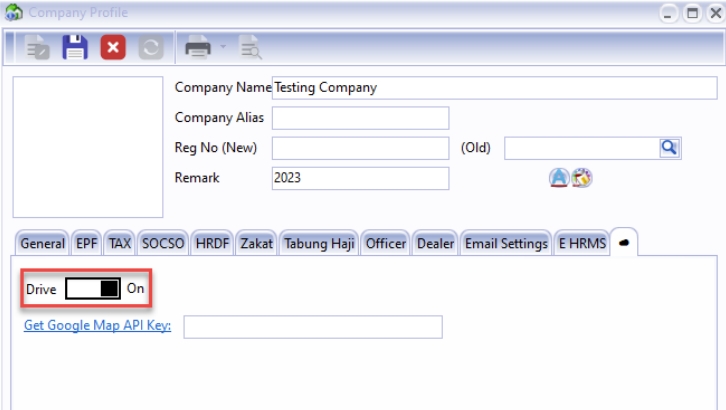 Company Profile
Company Name Testing Company
Company Alias
Reg No (New) (Old)
Remark 2023
General EPF TAX SOCSO HRDF Zakat Tabung Haji Officer Dealer Email Settings E HRMS
Drive On
Get Google Map API Key: